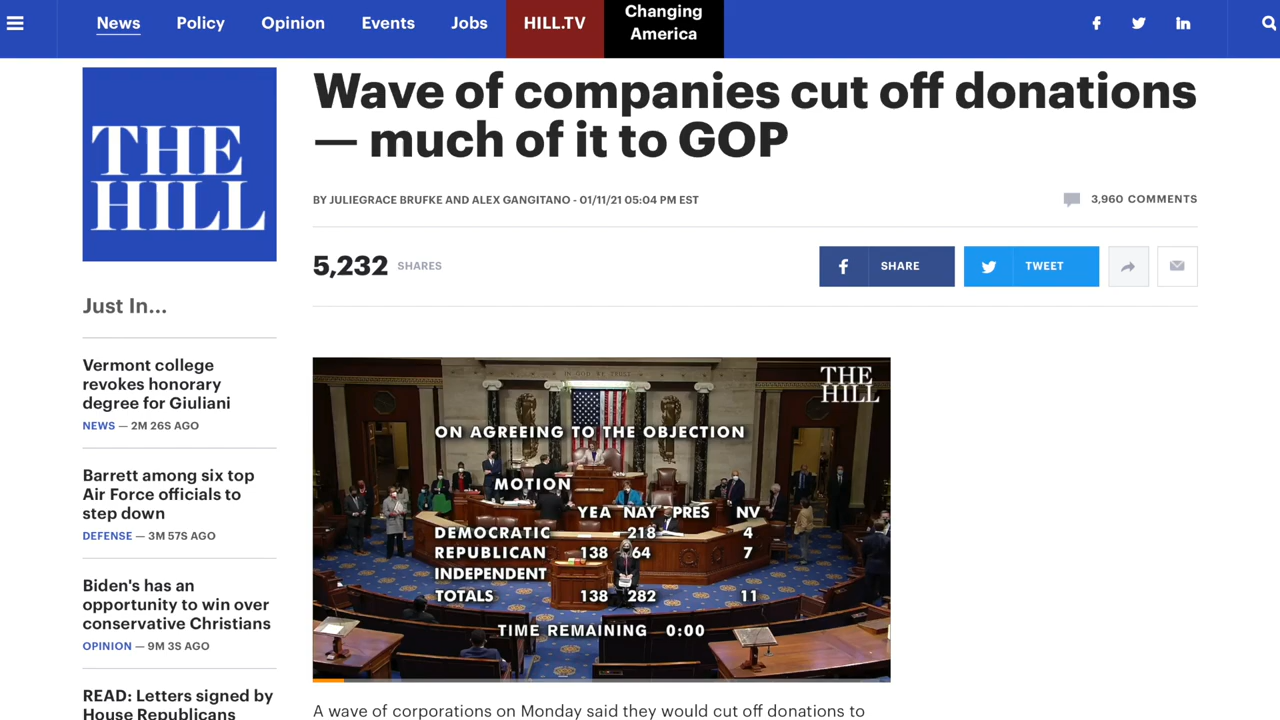 News Policy Opinion Events Jobs HILL.TV Changing
America
THE
HILL
Wave of companies cut off donations
— much of it to GOP
BY JULIEGRACE BRUFKE AND ALEX GANGITANO - 01/11/21 05:04 PM EST
3,960 COMMENTS
5,232 SHARES
SHARE
TWEET
Just In...
Vermont college
revokes honorary
degree for Giuliani
NEWS — 2M 26S AGO
Barrett among six top
Air Force officials to
step down
DEFENSE — 3M 57S AGO
Biden's has an
opportunity to win over
conservative Christians
OPINION — 9M 3S AGO
READ: Letters signed by
House Republicans
IN GOD WE TRUST
THE
HILL
ON AGREEING TO THE OBJECTION
MOTION
YEA NAY PRES NV
DEMOCRATIC 218 4
REPUBLICAN 138 64 7
INDEPENDENT
TOTALS 138 282 11
TIME REMAINING 0:00
A wave of corporations on Monday said they would cut off donations to